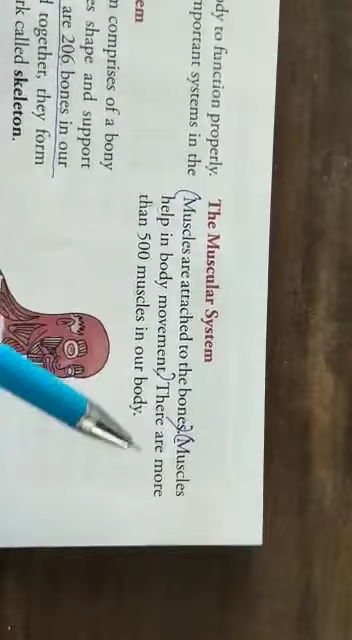 ody to function properly.
mportant systems in the
em
n comprises of a bony
es shape and support
are 206 bones in our
together, they form
rk called skeleton.
The Muscular System
Muscles are attached to the bones. Muscles
help in body movement. There are more
than 500 muscles in our body.